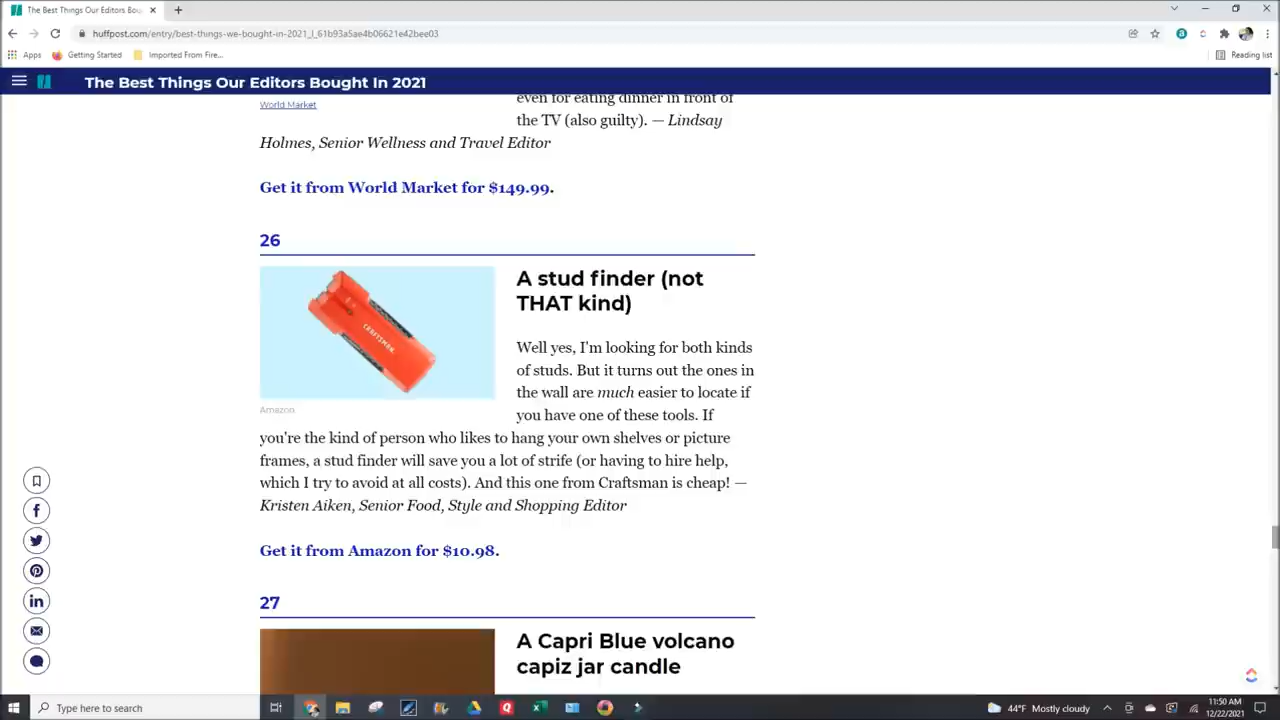 The Best Things Our Editors Bou
huffpost.com/entry/best-things-we-bought-in-2021_l_61b93a5ae4b06621e42bee03
Apps Getting Started Imported From Fire... Reading list
The Best Things Our Editors Bought In 2021
World Market
even for eating dinner in front of
the TV (also guilty). — Lindsay
Holmes, Senior Wellness and Travel Editor
Get it from World Market for $149.99.
26
CRAFTSMAN
Amazon
A stud finder (not
THAT kind)
Well yes, I'm looking for both kinds
of studs. But it turns out the ones in
the wall are much easier to locate if
you have one of these tools. If
you're the kind of person who likes to hang your own shelves or picture
frames, a stud finder will save you a lot of strife (or having to hire help,
which I try to avoid at all costs). And this one from Craftsman is cheap! —
Kristen Aiken, Senior Food, Style and Shopping Editor
Get it from Amazon for $10.98.
27
A Capri Blue volcano
capiz jar candle
Type here to search
44°F Mostly cloudy
11:50 AM
12/22/2021